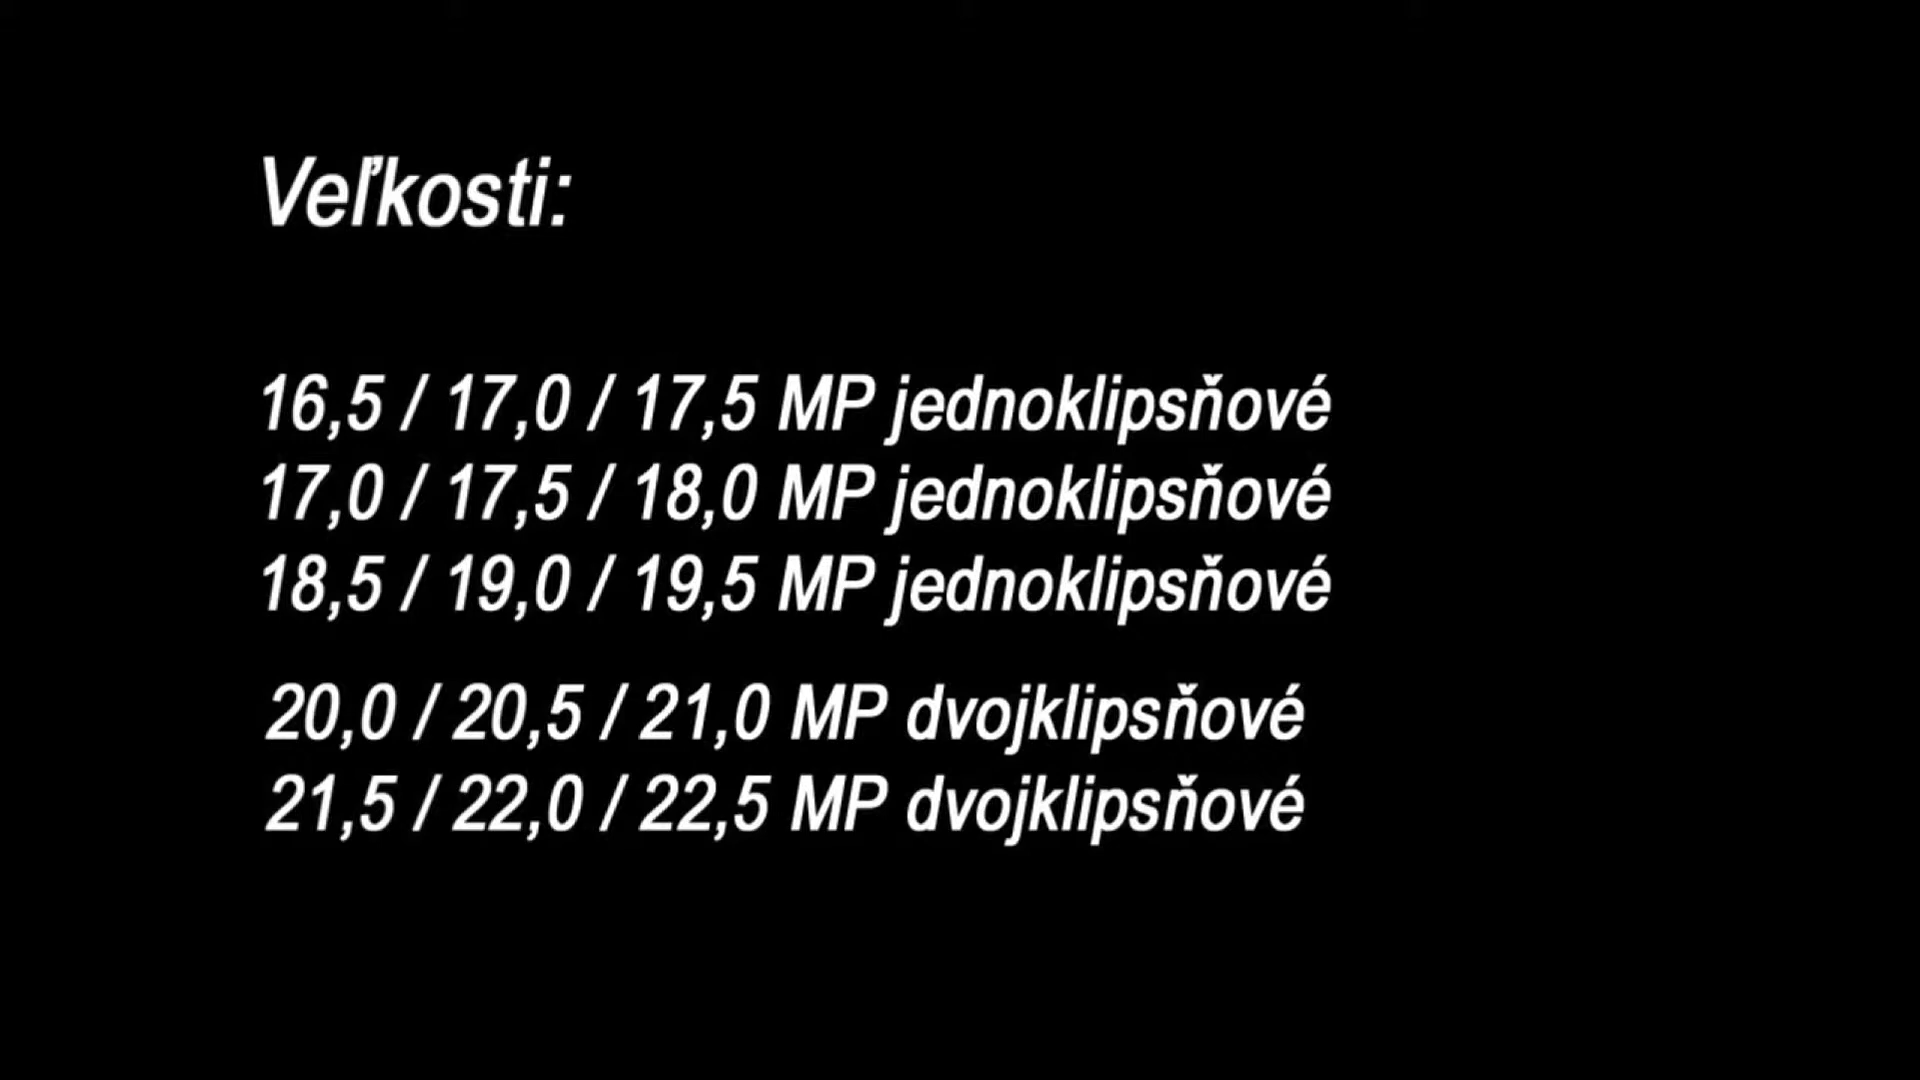 Veľkosti:
16,5 / 17,0 / 17,5 MP jednoklipsňové
17,0 / 17,5 / 18,0 MP jednoklipsňové
18,5 / 19,0 / 19,5 MP jednoklipsňové
20,0 / 20,5 / 21,0 MP dvojklipsňové
21,5 / 22,0 / 22,5 MP dvojklipsňové